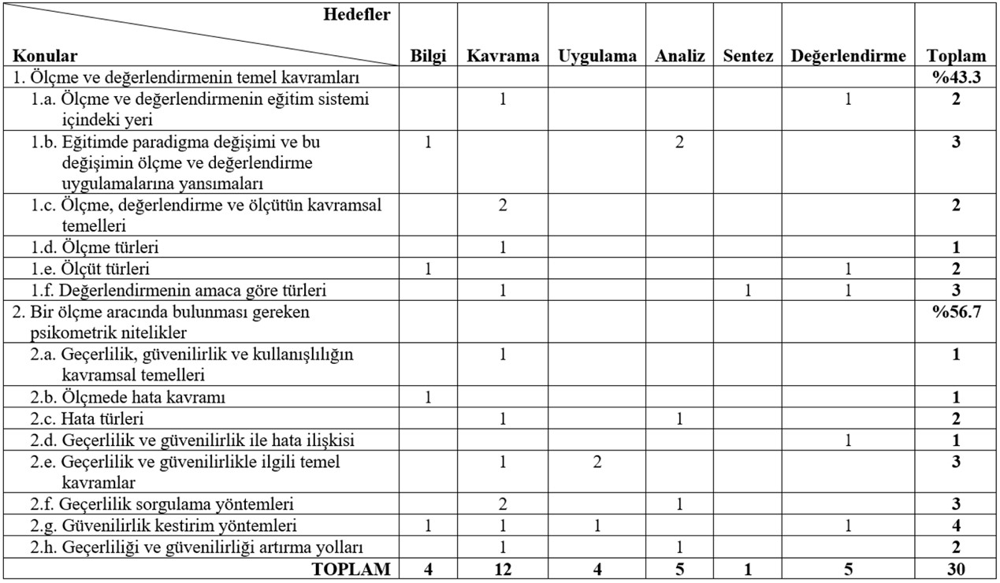 Hedefler
Konular Bilgi Kavrama Uygulama Analiz Sentez Değerlendirme Toplam
1. Ölçme ve değerlendirmenin temel kavramları %43.3
1.a. Ölçme ve değerlendirmenin eğitim sistemi 1 1 2
içindeki yeri
1.b. Eğitimde paradigma değişimi ve bu 1 2 3
değişimin ölçme ve değerlendirme
uygulamalarına yansımaları
1.c. Ölçme, değerlendirme ve ölçütün kavramsal 2 2
temelleri
1.d. Ölçme türleri 1 1
1.e. Ölçüt türleri 1 1 2
1.f. Değerlendirmenin amaca göre türleri 1 1 1 3
2. Bir ölçme aracında bulunması gereken %56.7
psikometrik nitelikler
2.a. Geçerlilik, güvenilirlik ve kullanışlılığın 1 1
kavramsal temelleri
2.b. Ölçmede hata kavramı 1 1
2.c. Hata türleri 1 1 2
2.d. Geçerlilik ve güvenilirlik ile hata ilişkisi 1 1
2.e. Geçerlilik ve güvenilirlikle ilgili temel 1 2 3
kavramlar
2.f. Geçerlilik sorgulama yöntemleri 2 1 3
2.g. Güvenilirlik kestirim yöntemleri 1 1 1 1 4
2.h. Geçerliliği ve güvenilirliği artırma yolları 1 1 2
TOPLAM 4 12 4 5 1 5 30